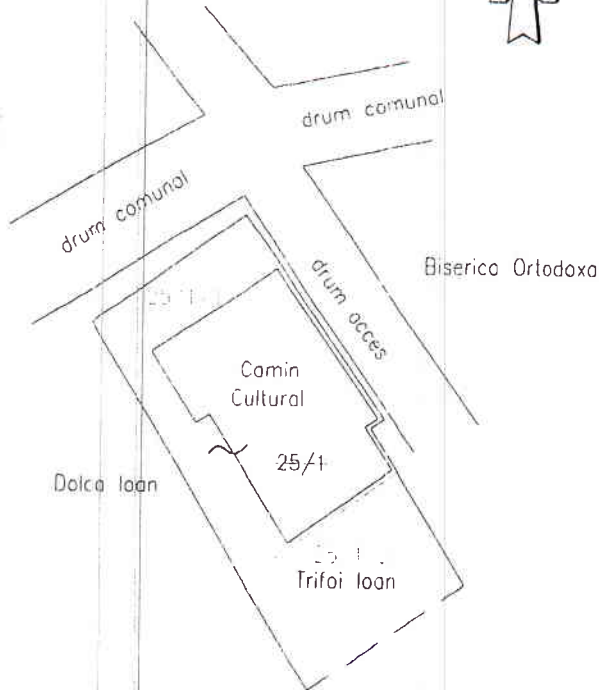 drum comunal
drum comunal
drum acces
Biserica Ortodoxa
Camin
Cultural
25/1
Dolca Ioan
Trifoi Ioan